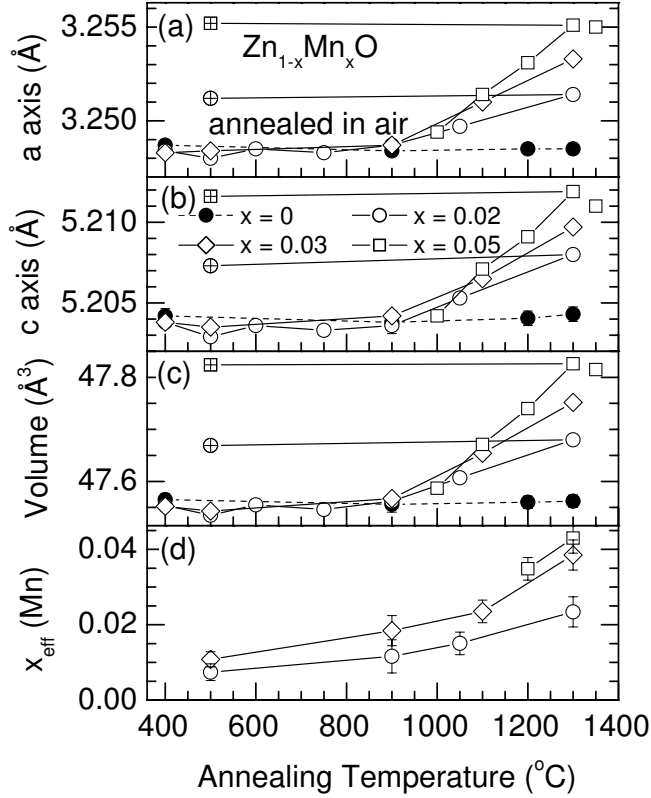 3.255
(a)
Zn1-xMnxO
3.250
annealed in air
a axis (Å)
(b)
5.210
x = 0
x = 0.02
x = 0.03
x = 0.05
5.205
c axis (Å)
(c)
47.8
47.6
Volume (Å3)
(d)
0.04
0.02
0.00
xeff (Mn)
400 600 800 1000 1200 1400
Annealing Temperature (oC)